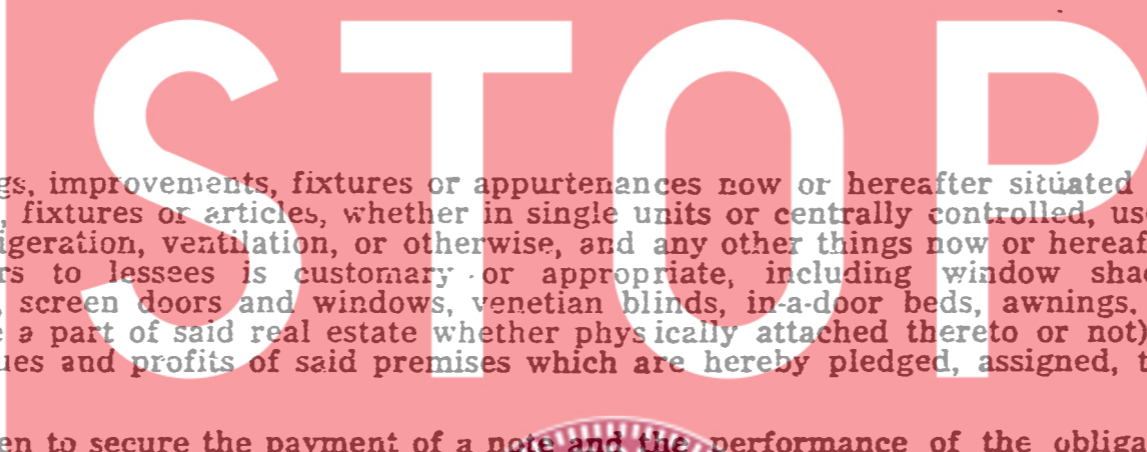 STOP
gs, improvements, fixtures or appurtenances now or hereafter situated
, fixtures or articles, whether in single units or centrally controlled, us
igeration, ventilation, or otherwise, and any other things now or hereaf
rs to lessees is customary or appropriate, including window sha
, screen doors and windows, venetian blinds, in-a-door beds, awnings,
e a part of said real estate whether phys ically attached thereto or not)
ues and profits of said premises which are hereby pledged, assigned, t
en to secure the payment of a note and the performance of the obliga